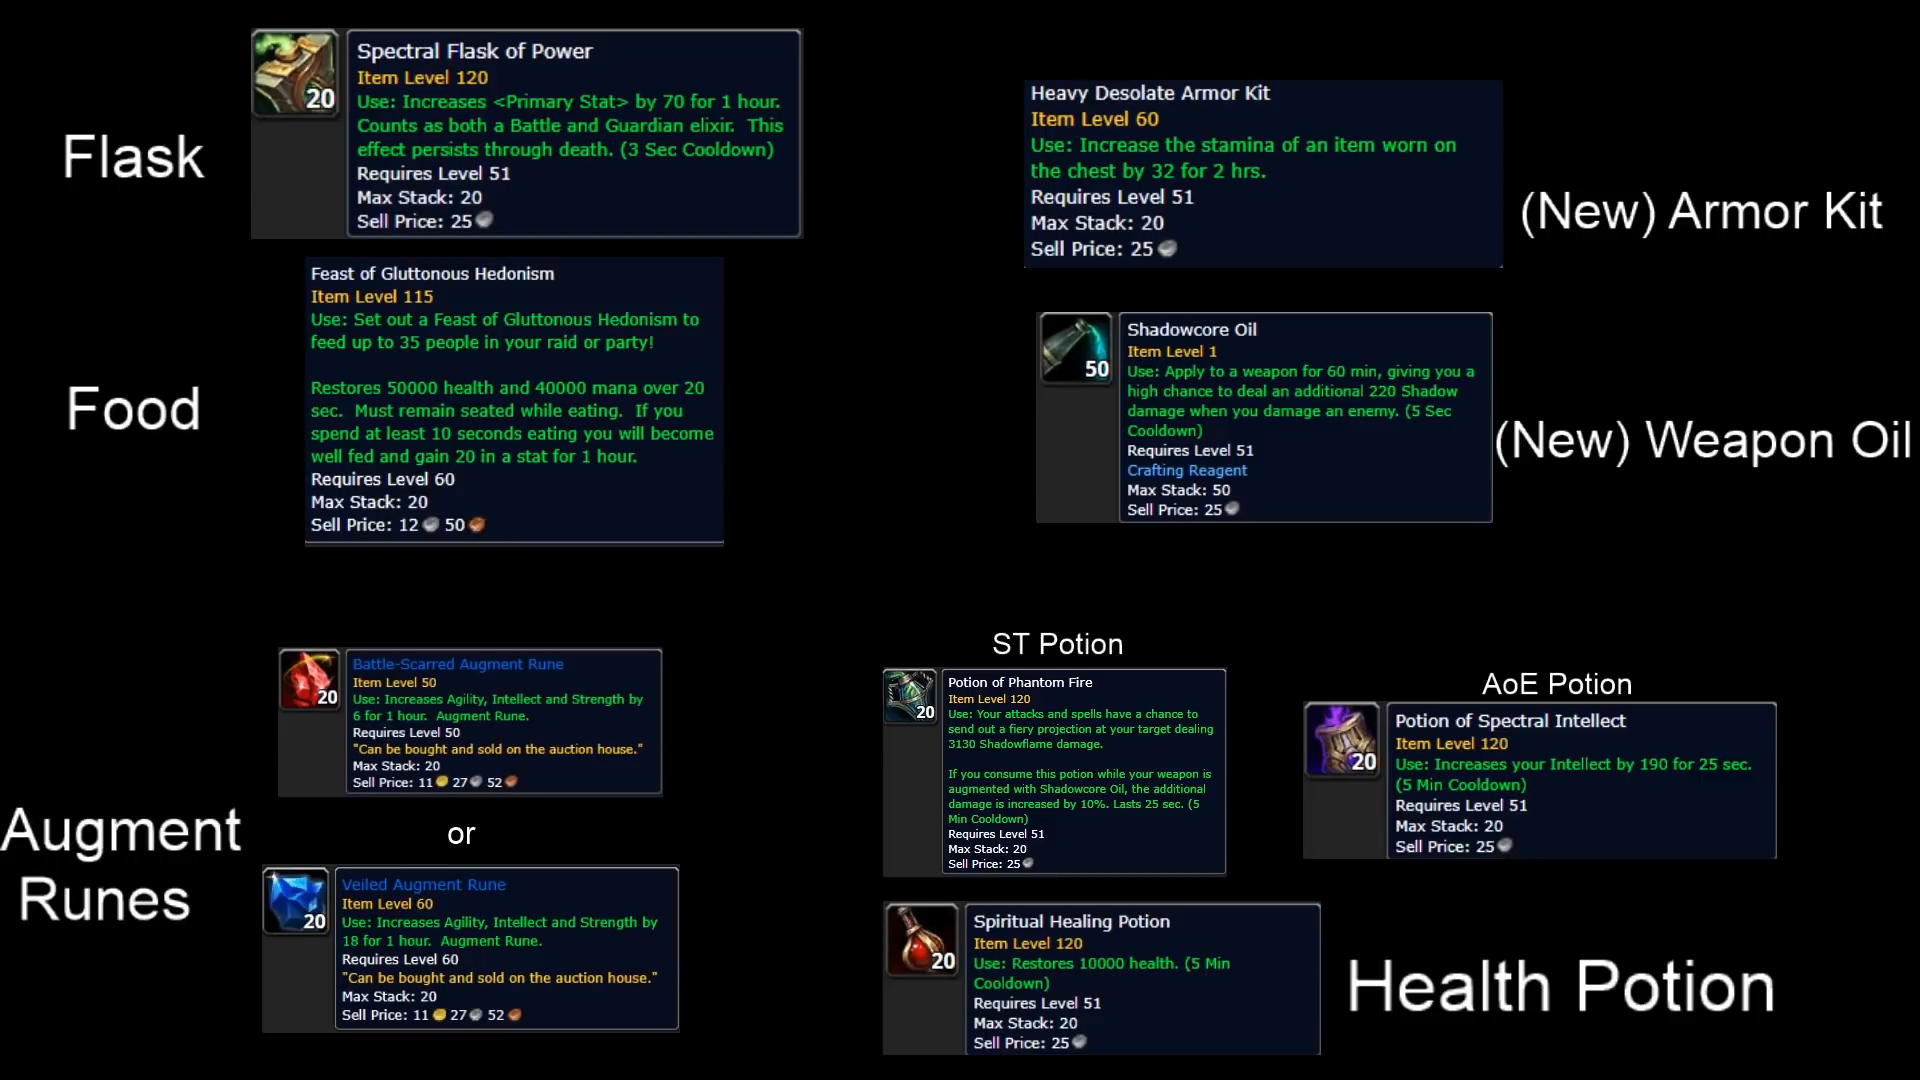 Flask
20
Spectral Flask of Power
Item Level 120
Use: Increases <Primary Stat> by 70 for 1 hour.
Counts as both a Battle and Guardian elixir. This
effect persists through death. (3 Sec Cooldown)
Requires Level 51
Max Stack: 20
Sell Price: 25
Food
Feast of Gluttonous Hedonism
Item Level 115
Use: Set out a Feast of Gluttonous Hedonism to
feed up to 35 people in your raid or party!
Restores 50000 health and 40000 mana over 20
sec. Must remain seated while eating. If you
spend at least 10 seconds eating you will become
well fed and gain 20 in a stat for 1 hour.
Requires Level 60
Max Stack: 20
Sell Price: 12 50
Heavy Desolate Armor Kit
Item Level 60
Use: Increase the stamina of an item worn on
the chest by 32 for 2 hrs.
Requires Level 51
Max Stack: 20
Sell Price: 25
(New) Armor Kit
50
Shadowcore Oil
Item Level 1
Use: Apply to a weapon for 60 min, giving you a
high chance to deal an additional 220 Shadow
damage when you damage an enemy. (5 Sec
Cooldown)
Requires Level 51
Crafting Reagent
Max Stack: 50
Sell Price: 25
(New) Weapon Oil
Augment
Runes
20
Battle-Scarred Augment Rune
Item Level 50
Use: Increases Agility, Intellect and Strength by
6 for 1 hour. Augment Rune.
Requires Level 50
"Can be bought and sold on the auction house."
Max Stack: 20
Sell Price: 11 27 52
or
20
Veiled Augment Rune
Item Level 60
Use: Increases Agility, Intellect and Strength by
18 for 1 hour. Augment Rune.
Requires Level 60
"Can be bought and sold on the auction house."
Max Stack: 20
Sell Price: 11 27 52
ST Potion
20
Potion of Phantom Fire
Item Level 120
Use: Your attacks and spells have a chance to
send out a fiery projection at your target dealing
3130 Shadowflame damage.
If you consume this potion while your weapon is
augmented with Shadowcore Oil, the additional
damage is increased by 10%. Lasts 25 sec. (5
Min Cooldown)
Requires Level 51
Max Stack: 20
Sell Price: 25
AoE Potion
20
Potion of Spectral Intellect
Item Level 120
Use: Increases your Intellect by 190 for 25 sec.
(5 Min Cooldown)
Requires Level 51
Max Stack: 20
Sell Price: 25
20
Spiritual Healing Potion
Item Level 120
Use: Restores 10000 health. (5 Min
Cooldown)
Requires Level 51
Max Stack: 20
Sell Price: 25
Health Potion